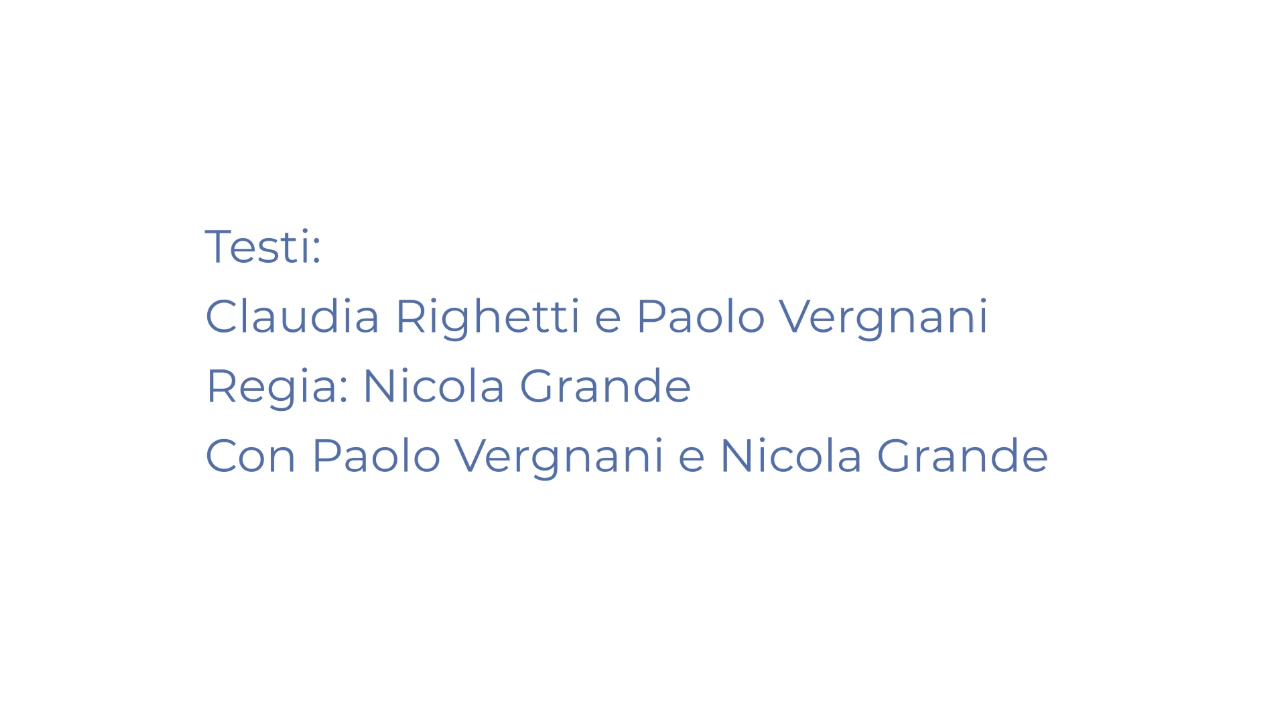 Testi:
Claudia Righetti e Paolo Vergnani
Regia: Nicola Grande
Con Paolo Vergnani e Nicola Grande